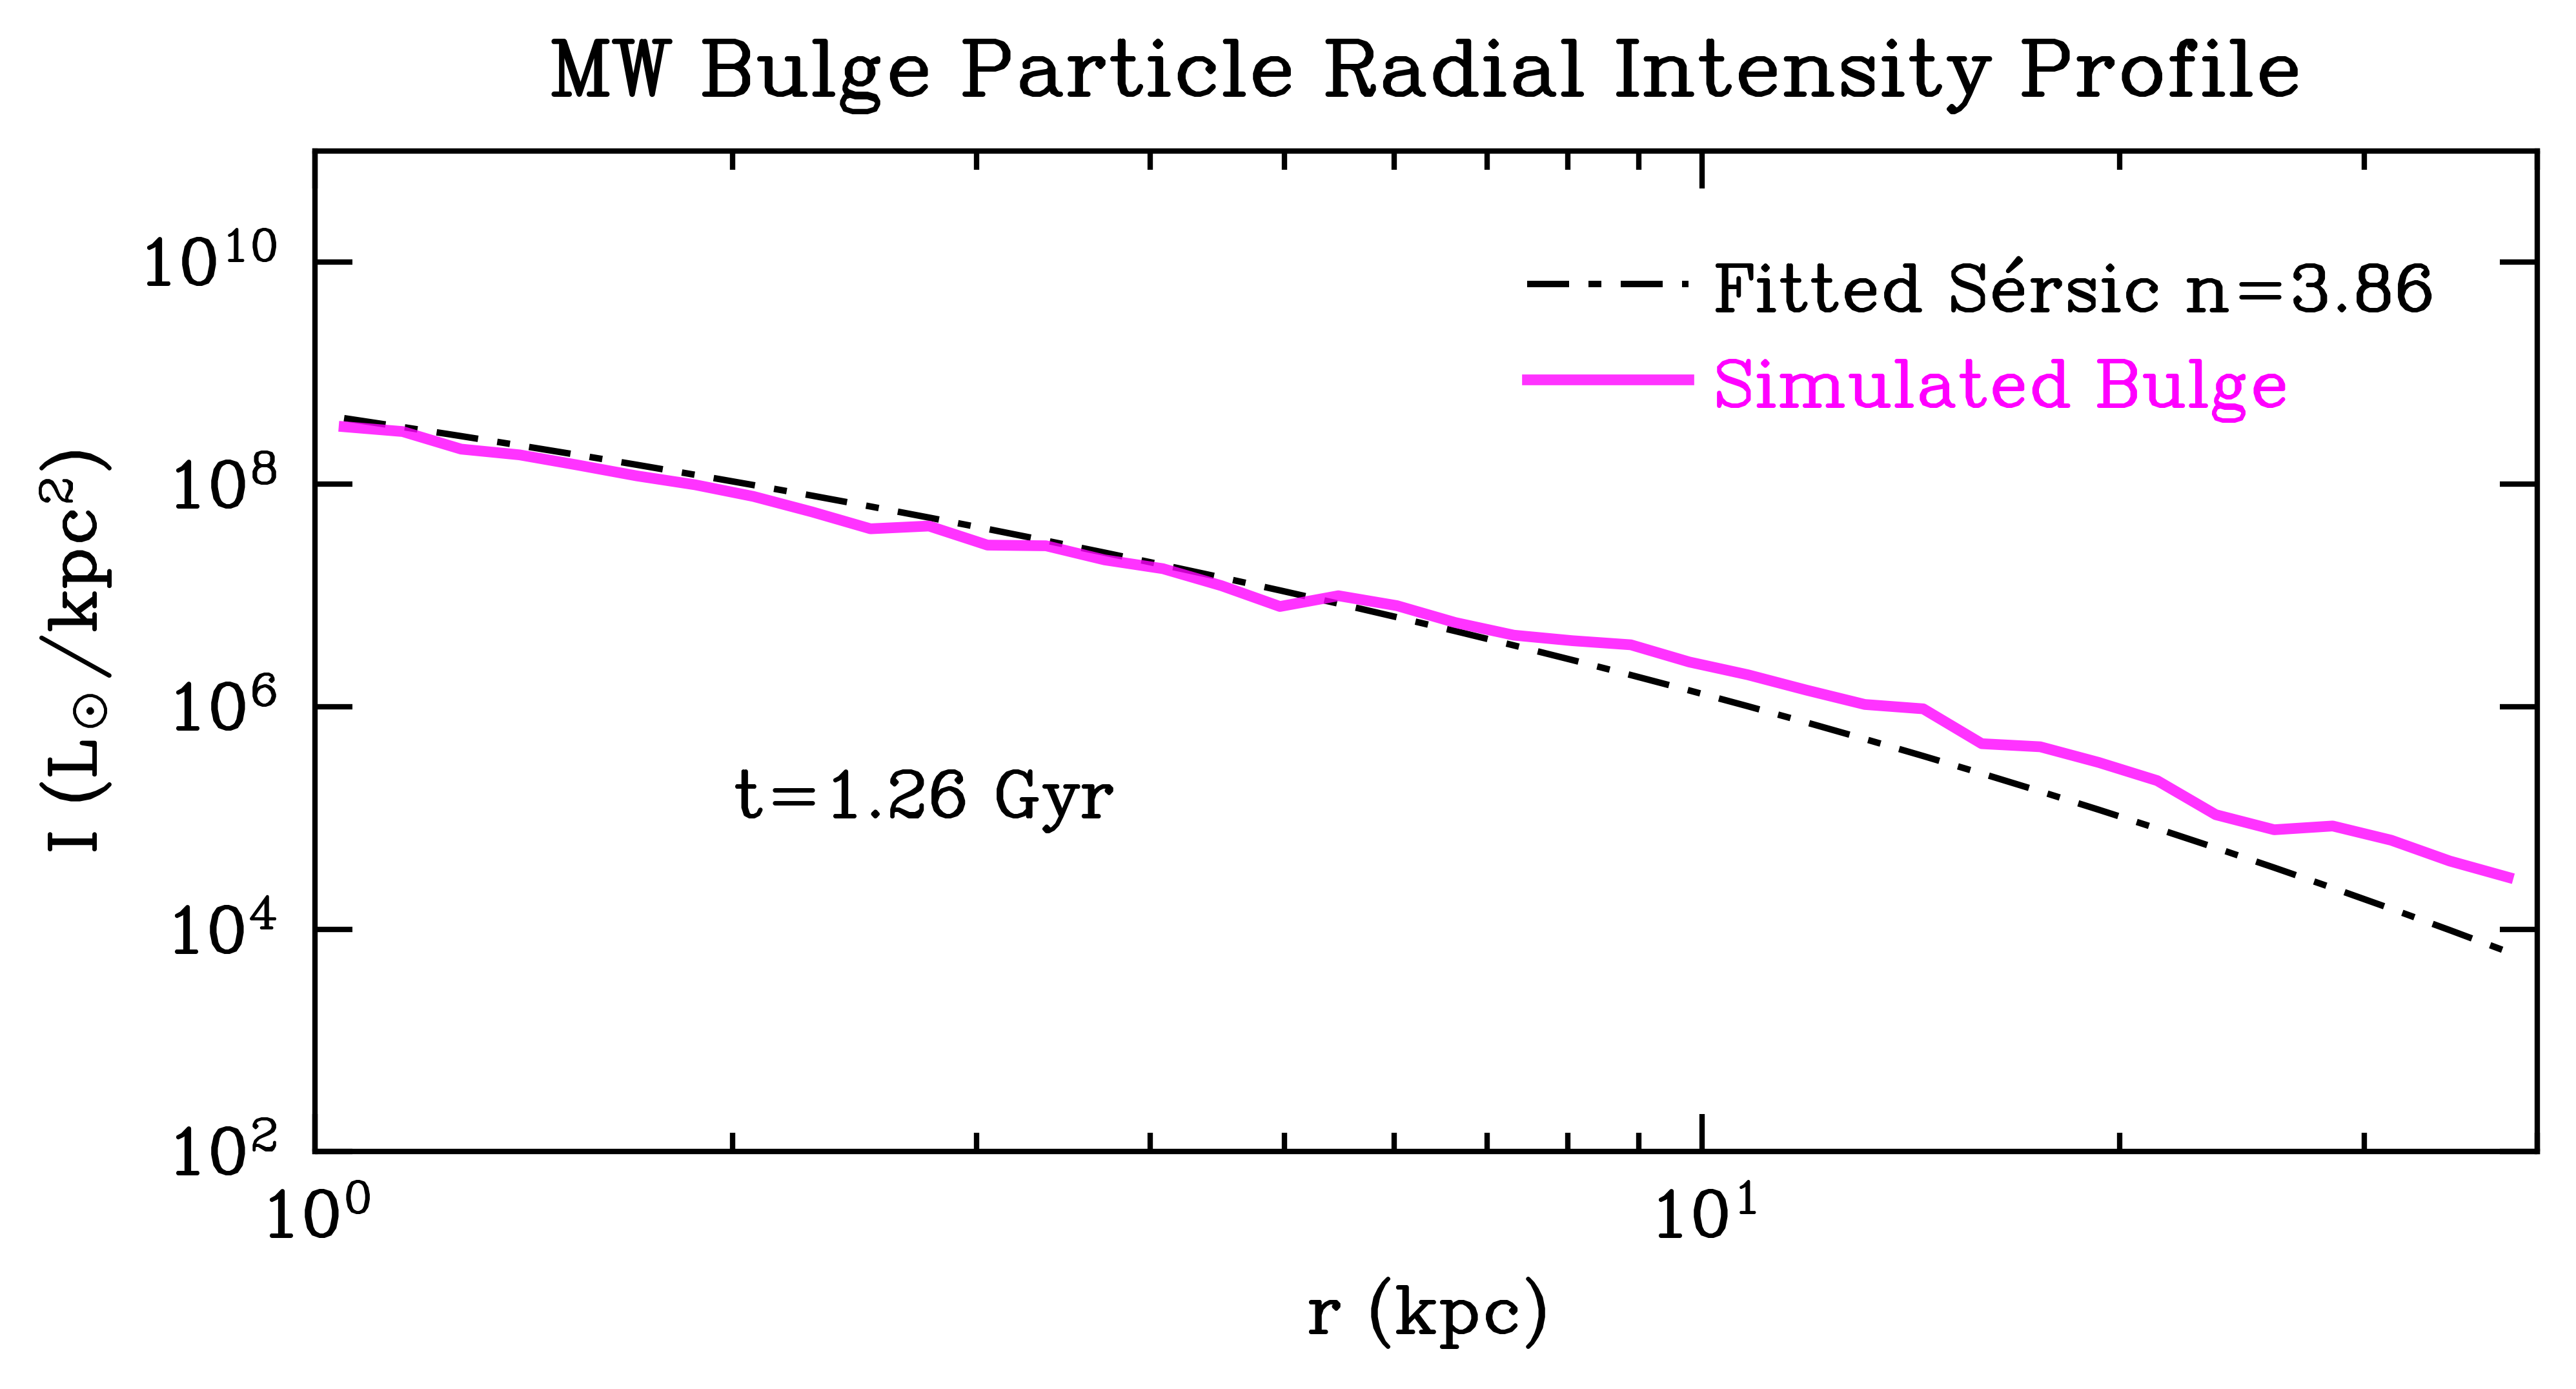 MW Bulge Particle Radial Intensity Profile
10¹⁰
Fitted Sérsic n=3.86
Simulated Bulge
10⁸
I (L⊙/kpc²)
10⁶
t=1.26 Gyr
10⁴
10²
10⁰ 10¹
r (kpc)